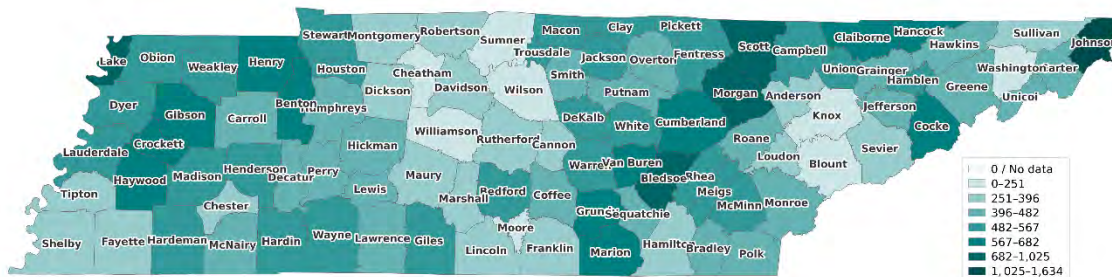 Stewart
Montgomery
Robertson
Sumner
Macon
Clay
Pickett
Scott
Claiborne
Hancock
Hawkins
Sullivan
Johnson
Lake
Obion
Weakley
Henry
Houston
Cheatham
Trousdale
Jackson
Overton
Fentress
Campbell
Union
Grainger
Hamblen
Washington
Carter
Unicoi
Dyer
Gibson
Carroll
Benton
Humphreys
Dickson
Davidson
Wilson
Smith
Putnam
Morgan
Anderson
Knox
Jefferson
Greene
Cocke
Lauderdale
Crockett
Haywood
Madison
Henderson
Decatur
Perry
Hickman
Williamson
Rutherford
Cannon
DeKalb
White
Cumberland
Roane
Loudon
Blount
Sevier
Tipton
Chester
Lewis
Maury
Marshall
Bedford
Coffee
Warren
Van Buren
Bledsoe
Rhea
Meigs
McMinn
Monroe
Shelby
Fayette
Hardeman
McNairy
Hardin
Wayne
Lawrence
Giles
Lincoln
Moore
Franklin
Grundy
Sequatchie
Marion
Hamilton
Bradley
Polk
0 / No data
0–251
251–396
396–482
482–567
567–682
682–1,025
1,025–1,634